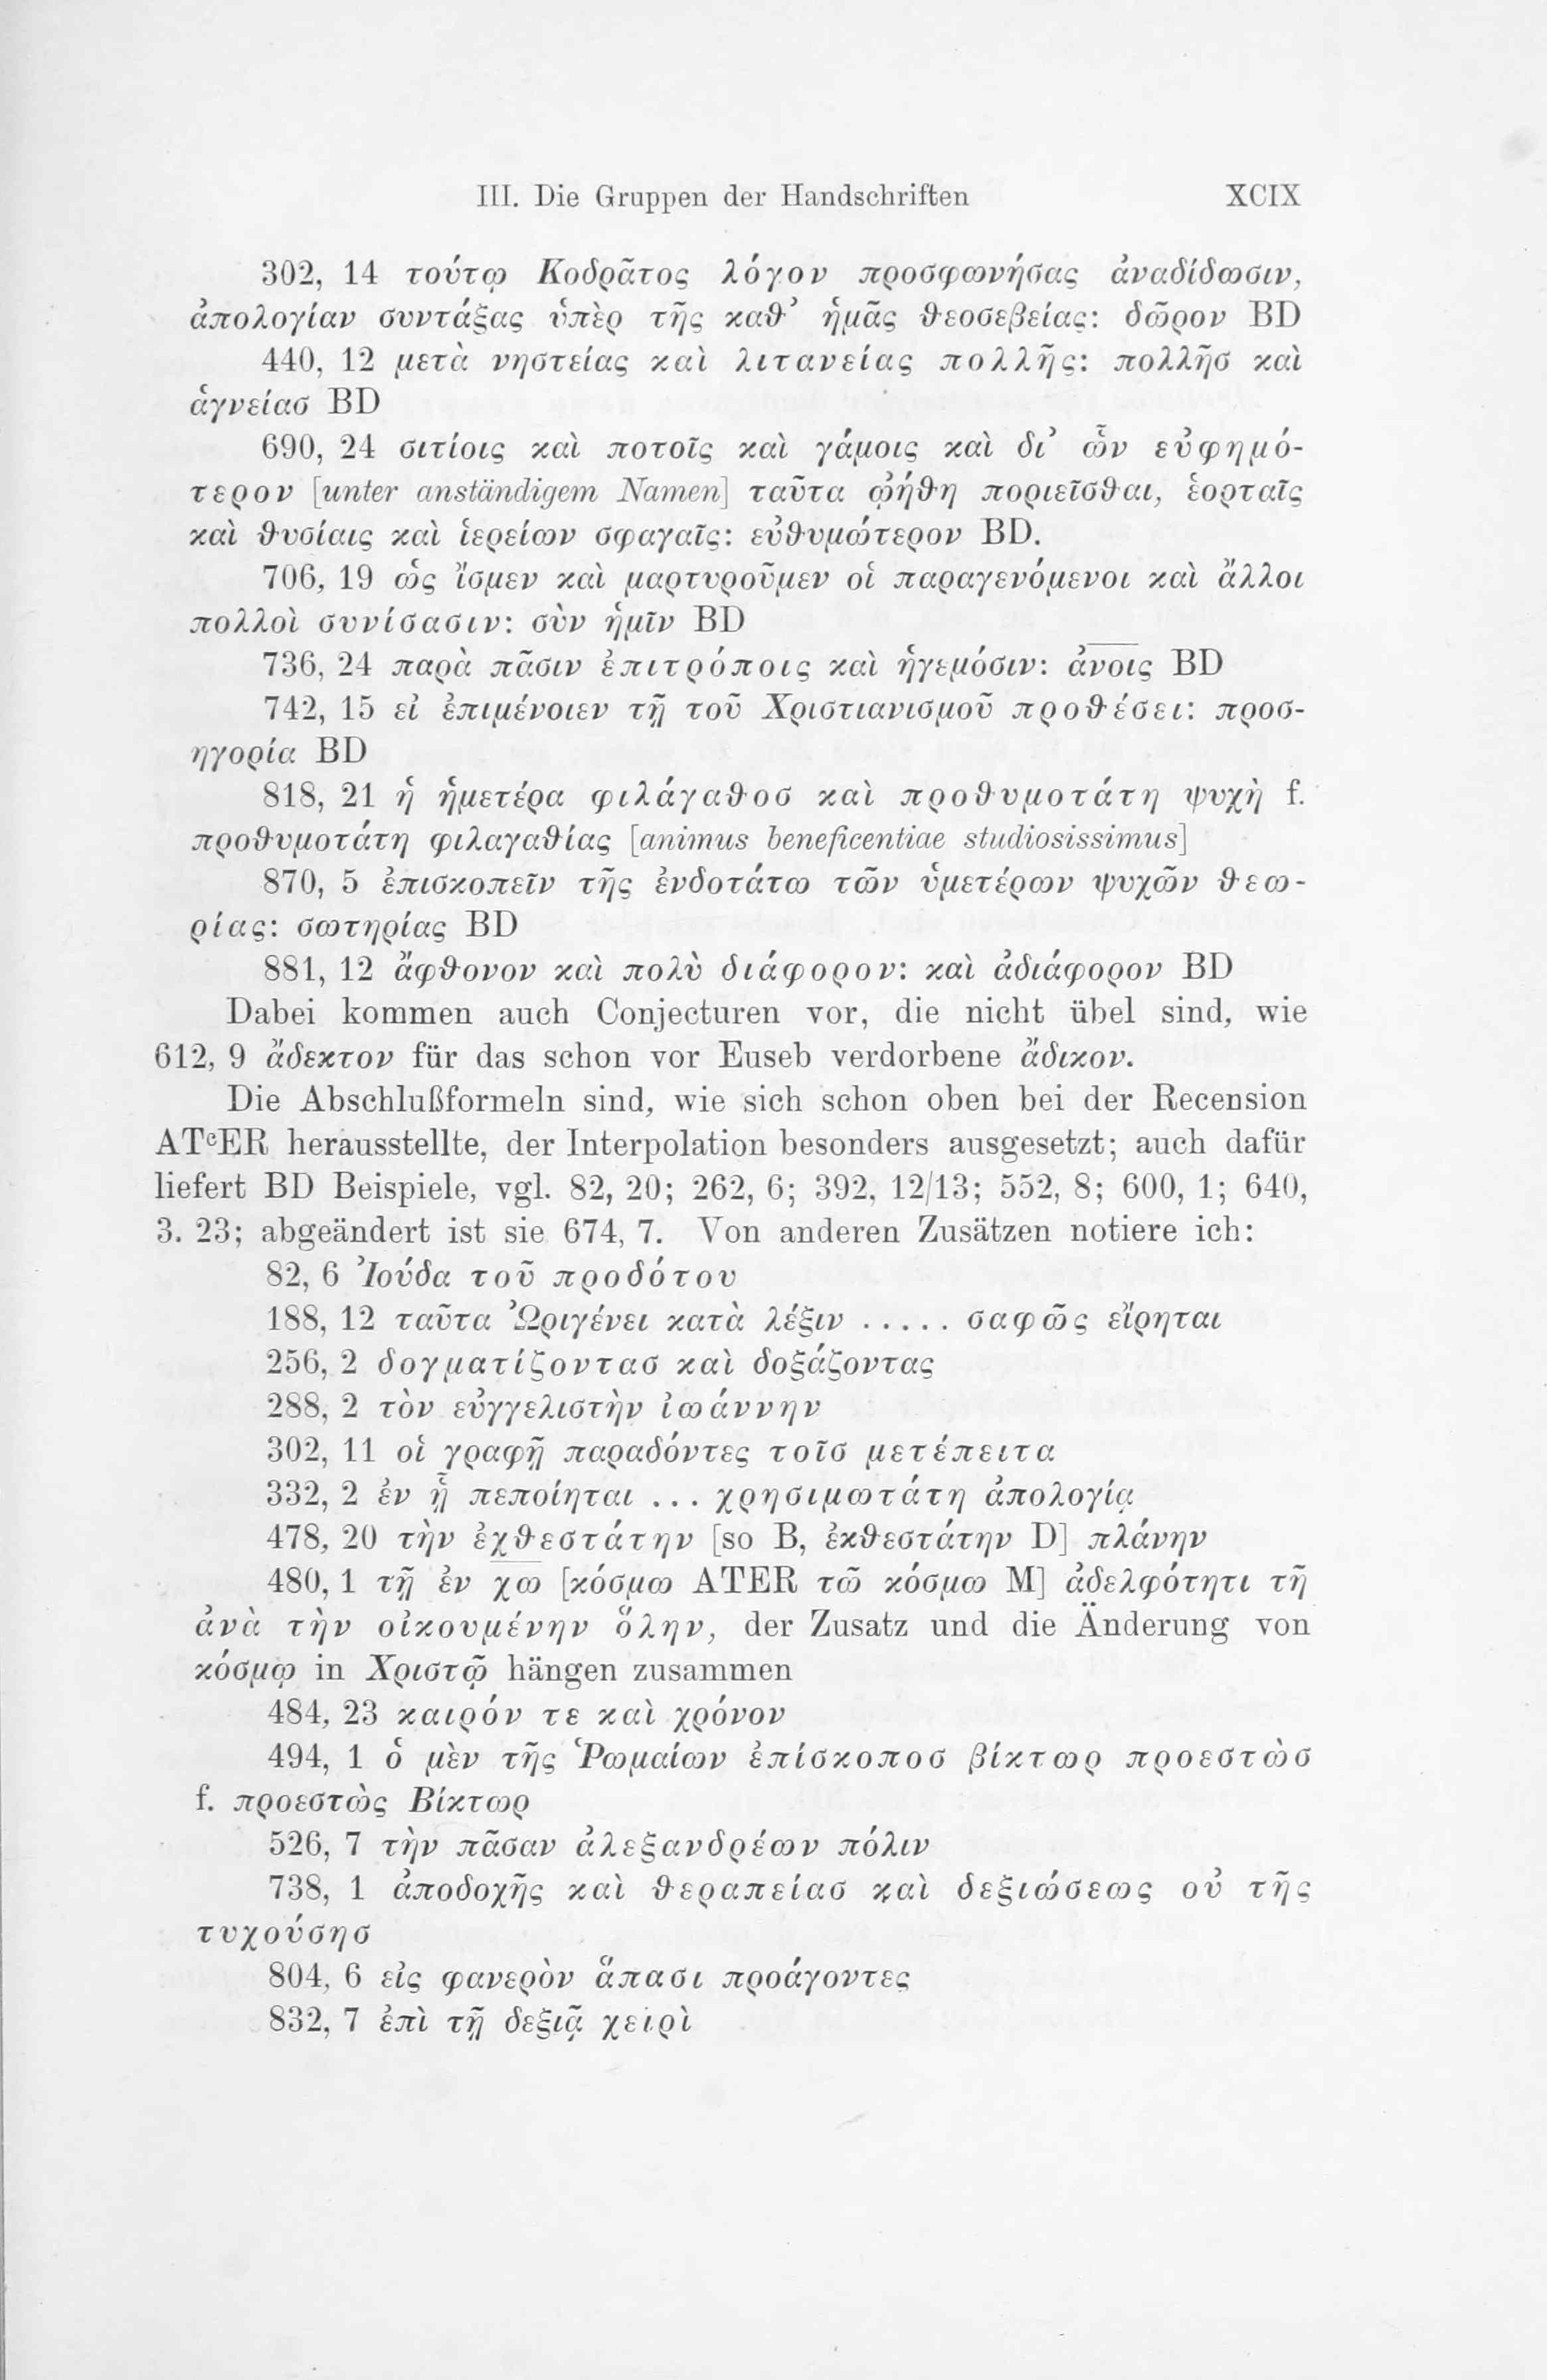 III. Die Gruppen der Handschriften XCIX
302, 14 τούτῳ Κοδρᾶτος λόγον προσφωνήσας ἀναδίδωσιν,
ἀπολογίαν συντάξας ὑπὲρ τῆς καθ’ ἡμᾶς θεοσεβείας: δῶρον BD
440, 12 μετὰ νηστείας καὶ λιτανείας πολλῆς: πολλῆσ καὶ
ἁγνείασ BD
690, 24 σιτίοις καὶ ποτοῖς καὶ γάμοις καὶ δι’ ὧν εὐφημό-
τερον [unter anständigem Namen] ταῦτα ᾠήθη ποριεῖσθαι, ἑορταῖς
καὶ θυσίαις καὶ ἱερείων σφαγαῖς: εὐθυμώτερον BD.
706, 19 ὡς ἴσμεν καὶ μαρτυροῦμεν οἱ παραγενόμενοι καὶ ἄλλοι
πολλοὶ συνίσασιν: σὺν ἡμῖν BD
736, 24 παρὰ πᾶσιν ἐπιτρόποις καὶ ἡγεμόσιν: ἀν̅ο̅ι̅ς BD
742, 15 εἰ ἐπιμένοιεν τῇ τοῦ Χριστιανισμοῦ προθέσει: προσ-
ηγορία BD
818, 21 ἡ ἡμετέρα φιλάγαθοσ καὶ προθυμοτάτη ψυχὴ f.
προθυμοτάτη φιλαγαθίας [animus beneficentiae studiosissimus]
870, 5 ἐπισκοπεῖν τῆς ἐνδοτάτω τῶν ὑμετέρων ψυχῶν θεω-
ρίας: σωτηρίας BD
881, 12 ἄφθονον καὶ πολὺ διάφορον: καὶ ἀδιάφορον BD
Dabei kommen auch Conjecturen vor, die nicht übel sind, wie
612, 9 ἄδεκτον für das schon vor Euseb verdorbene ἄδικον.
Die Abschlußformeln sind, wie sich schon oben bei der Recension
ATᶜER herausstellte, der Interpolation besonders ausgesetzt; auch dafür
liefert BD Beispiele, vgl. 82, 20; 262, 6; 392, 12/13; 552, 8; 600, 1; 640,
3. 23; abgeändert ist sie 674, 7. Von anderen Zusätzen notiere ich:
82, 6 Ἰούδα τοῦ προδότου
188, 12 ταῦτα Ὠριγένει κατὰ λέξιν ..... σαφῶς εἴρηται
256, 2 δογματίζοντασ καὶ δοξάζοντας
288, 2 τὸν εὐγγελιστὴν ἰωάννην
302, 11 οἱ γραφῇ παραδόντες τοῖσ μετέπειτα
332, 2 ἐν ᾗ πεποίηται ... χρησιμωτάτη ἀπολογίᾳ
478, 20 τὴν ἐχθεστάτην [so B, ἐκθεστάτην D] πλάνην
480, 1 τῇ ἐν χ̅ω̅ [κόσμω ATER τῶ κόσμω M] ἀδελφότητι τῆ
ἀνὰ τὴν οἰκουμένην ὅλην, der Zusatz und die Änderung von
κόσμῳ in Χριστῷ hängen zusammen
484, 23 καιρόν τε καὶ χρόνον
494, 1 ὁ μὲν τῆς Ῥωμαίων ἐπίσκοποσ βίκτωρ προεστὼσ
f. προεστὼς Βίκτωρ
526, 7 τὴν πᾶσαν ἀλεξανδρέων πόλιν
738, 1 ἀποδοχῆς καὶ θεραπείασ καὶ δεξιώσεως οὐ τῆς
τυχούσησ
804, 6 εἰς φανερὸν ἅπασι προάγοντες
832, 7 ἐπὶ τῇ δεξιᾷ χειρὶ